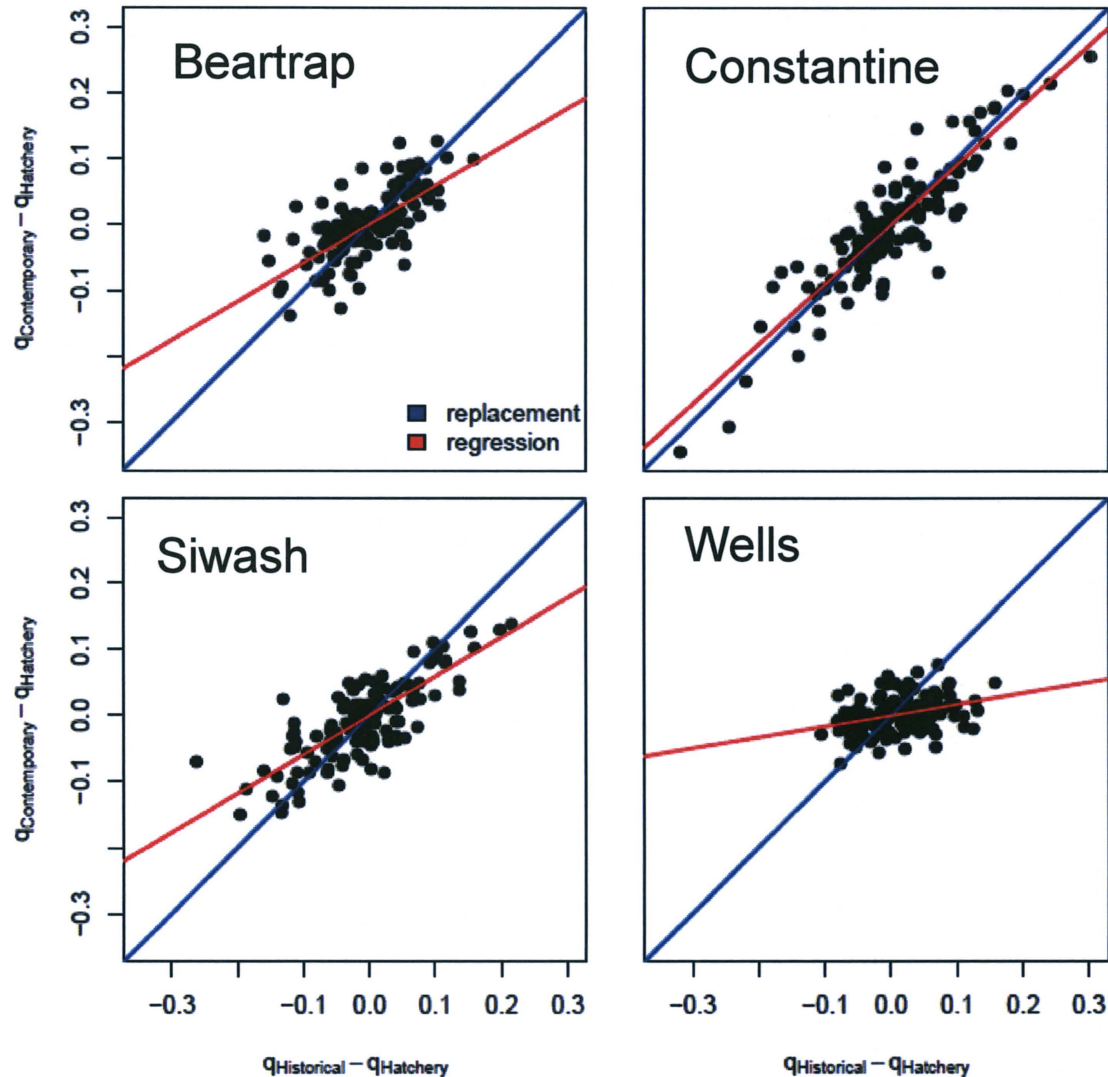 Beartrap
Constantine
0.3
0.2
0.1
0.0
−0.1
−0.3
qContemporary − qHatchery
replacement
regression
Siwash
Wells
0.3
0.2
0.1
0.0
−0.1
−0.3
qContemporary − qHatchery
−0.3 −0.1 0.0 0.1 0.2 0.3
−0.3 −0.1 0.0 0.1 0.2 0.3
qHistorical − qHatchery
qHistorical − qHatchery